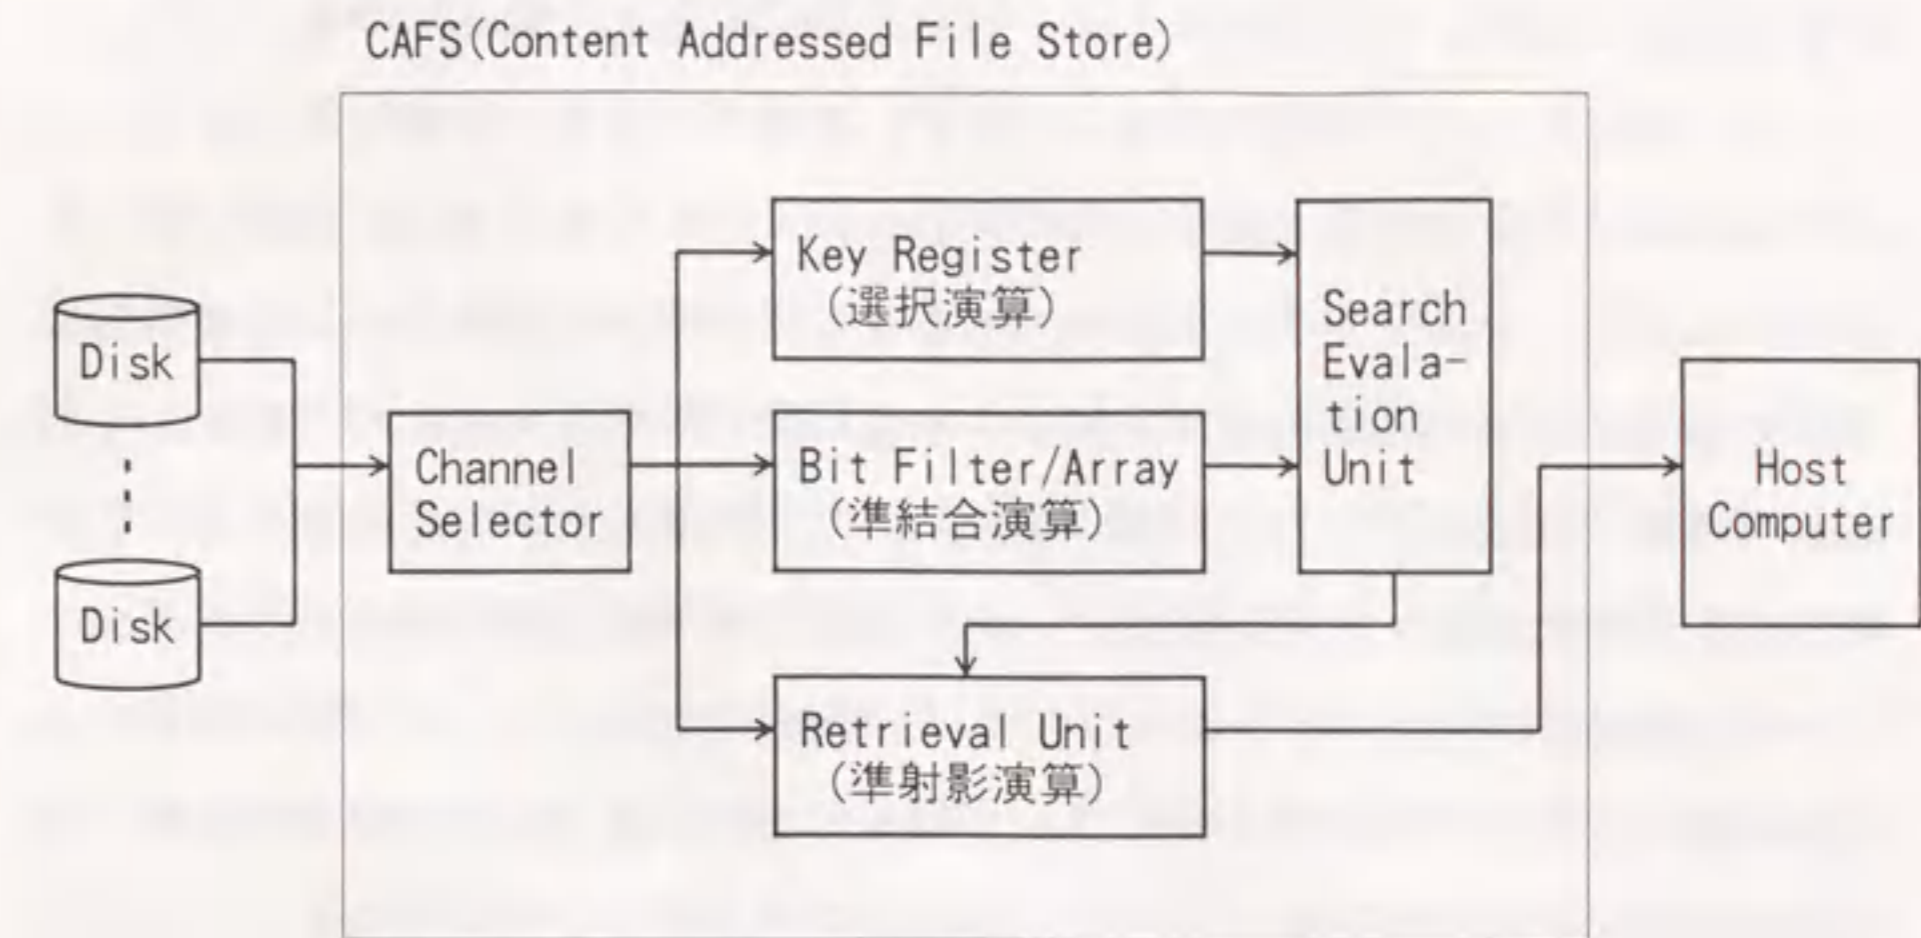 CAFS(Content Addressed File Store)
Key Register
(選択演算)
Search
Evala-
tion
Unit
Disk
Channel
Selector
Bit Filter/Array
(準結合演算)
Host
Computer
Disk
Retrieval Unit
(準射影演算)